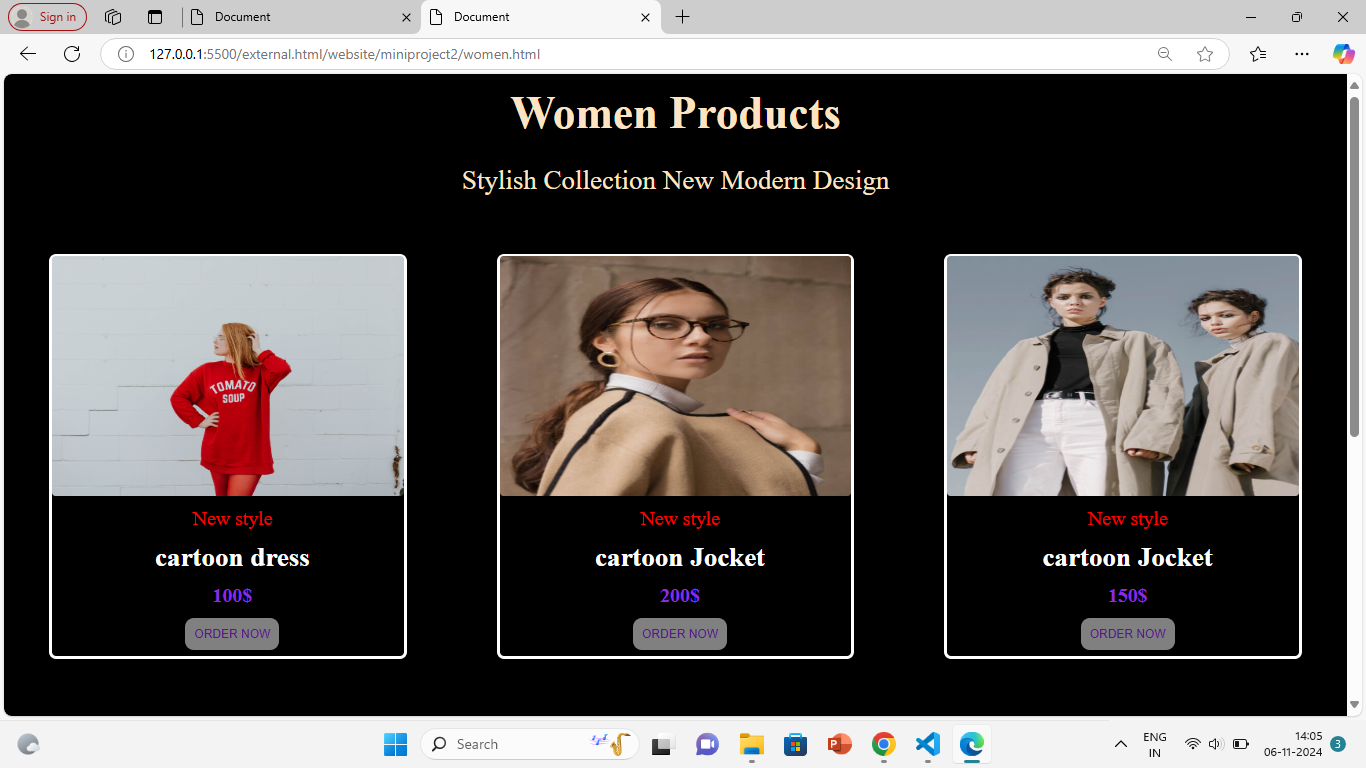 Sign in
Document
Document
127.0.0.1:5500/external.html/website/miniproject2/women.html
Women Products
Stylish Collection New Modern Design
TOMATO
SOUP
New style
cartoon dress
100$
ORDER NOW
New style
cartoon Jocket
200$
ORDER NOW
New style
cartoon Jocket
150$
ORDER NOW
Search
P
ENG
IN
14:05
06-11-2024
3